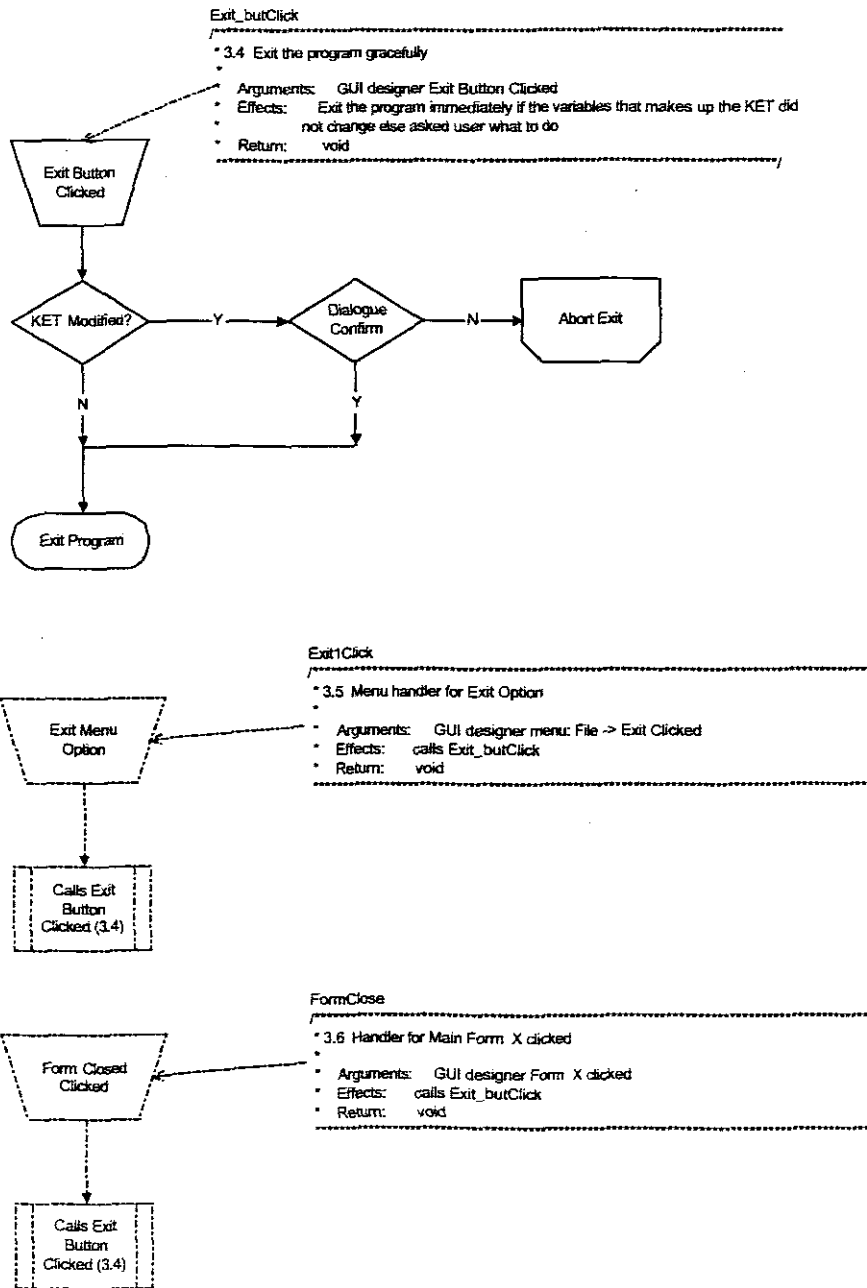 Exit_butClick
/***********************************************************************************
* 3.4 Exit the program gracefully
*
* Arguments: GUI designer Exit Button Clicked
* Effects: Exit the program immediately if the variables that makes up the KET did
* not change else asked user what to do
* Return: void
***********************************************************************************/
Exit Button
Clicked
KET Modified?
Y
Dialogue
Confirm
N
Abort Exit
N
Y
Exit Program
Exit1Click
/***********************************************************************************
* 3.5 Menu handler for Exit Option
*
* Arguments: GUI designer menu: File -> Exit Clicked
* Effects: calls Exit_butClick
* Return: void
***********************************************************************************
Exit Menu
Option
Calls Exit
Button
Clicked (3.4)
FormClose
/***********************************************************************************
* 3.6 Handler for Main Form X clicked
*
* Arguments: GUI designer Form X clicked
* Effects: calls Exit_butClick
* Return: void
***********************************************************************************
Form Closed
Clicked
Calls Exit
Button
Clicked (3.4)